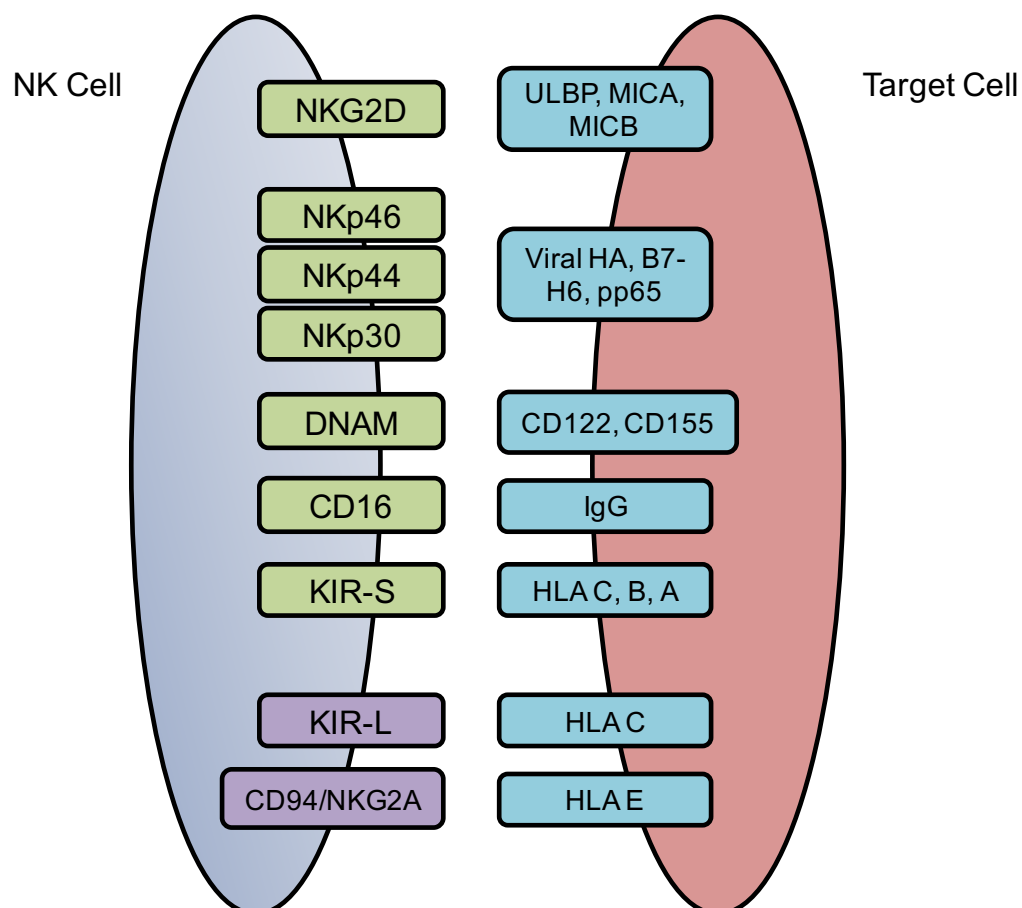 NK Cell
Target Cell
NKG2D
ULBP, MICA,
MICB
NKp46
NKp44
NKp30
Viral HA, B7-
H6, pp65
DNAM
CD122, CD155
CD16
IgG
KIR-S
HLA C, B, A
KIR-L
HLA C
CD94/NKG2A
HLA E